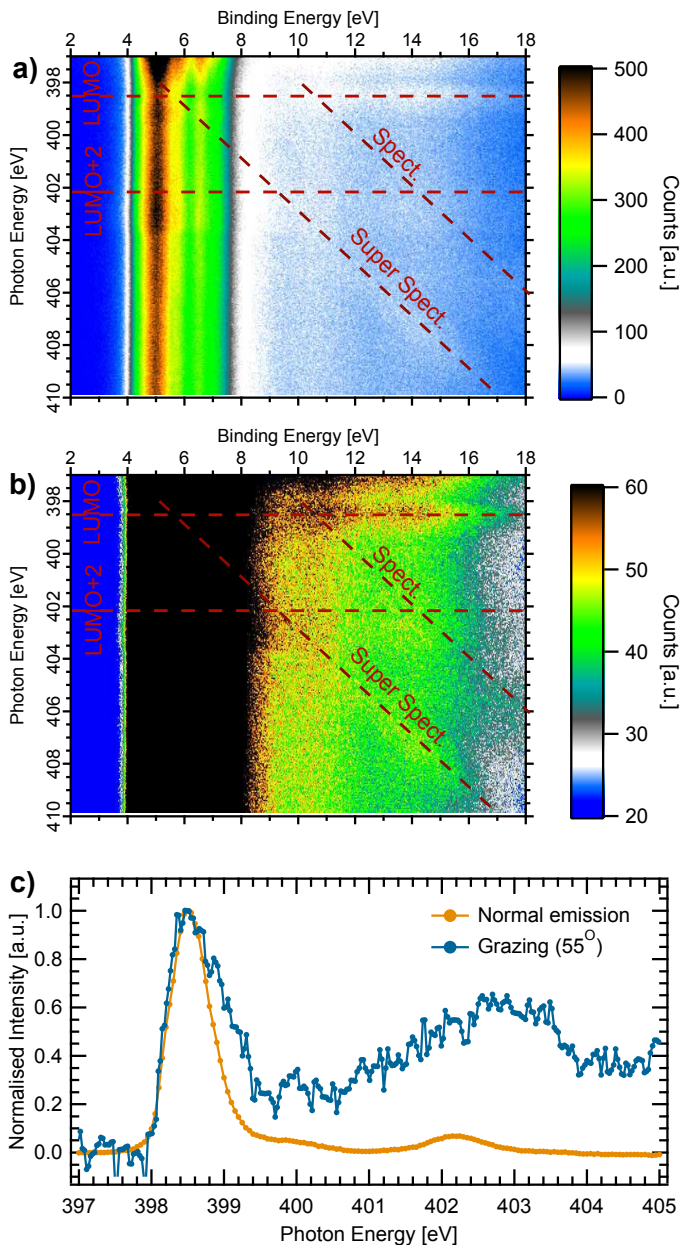 Binding Energy [eV]
2 4 6 8 10 12 14 16 18
a)
LUMO
LUMO+2
Spect.
Super Spect.
Photon Energy [eV]
398
400
402
404
406
408
410
500
400
300
200
100
0
Counts [a.u.]
Binding Energy [eV]
2 4 6 8 10 12 14 16 18
b)
LUMO
LUMO+2
Spect.
Super Spect.
Photon Energy [eV]
398
400
402
404
406
408
410
60
50
40
30
20
Counts [a.u.]
c)
Normal emission
Grazing (55O)
Normalised Intensity [a.u.]
1.0
0.8
0.6
0.4
0.2
0.0
397 398 399 400 401 402 403 404 405
Photon Energy [eV]